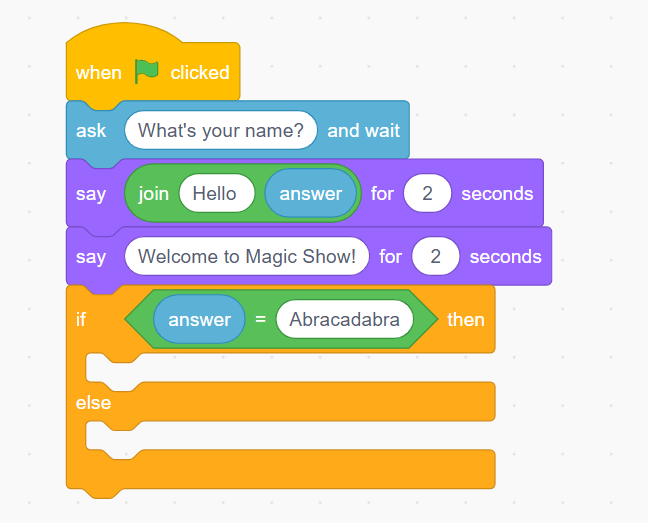 when clicked
ask What's your name? and wait
say join Hello answer for 2 seconds
say Welcome to Magic Show! for 2 seconds
if answer = Abracadabra then
else